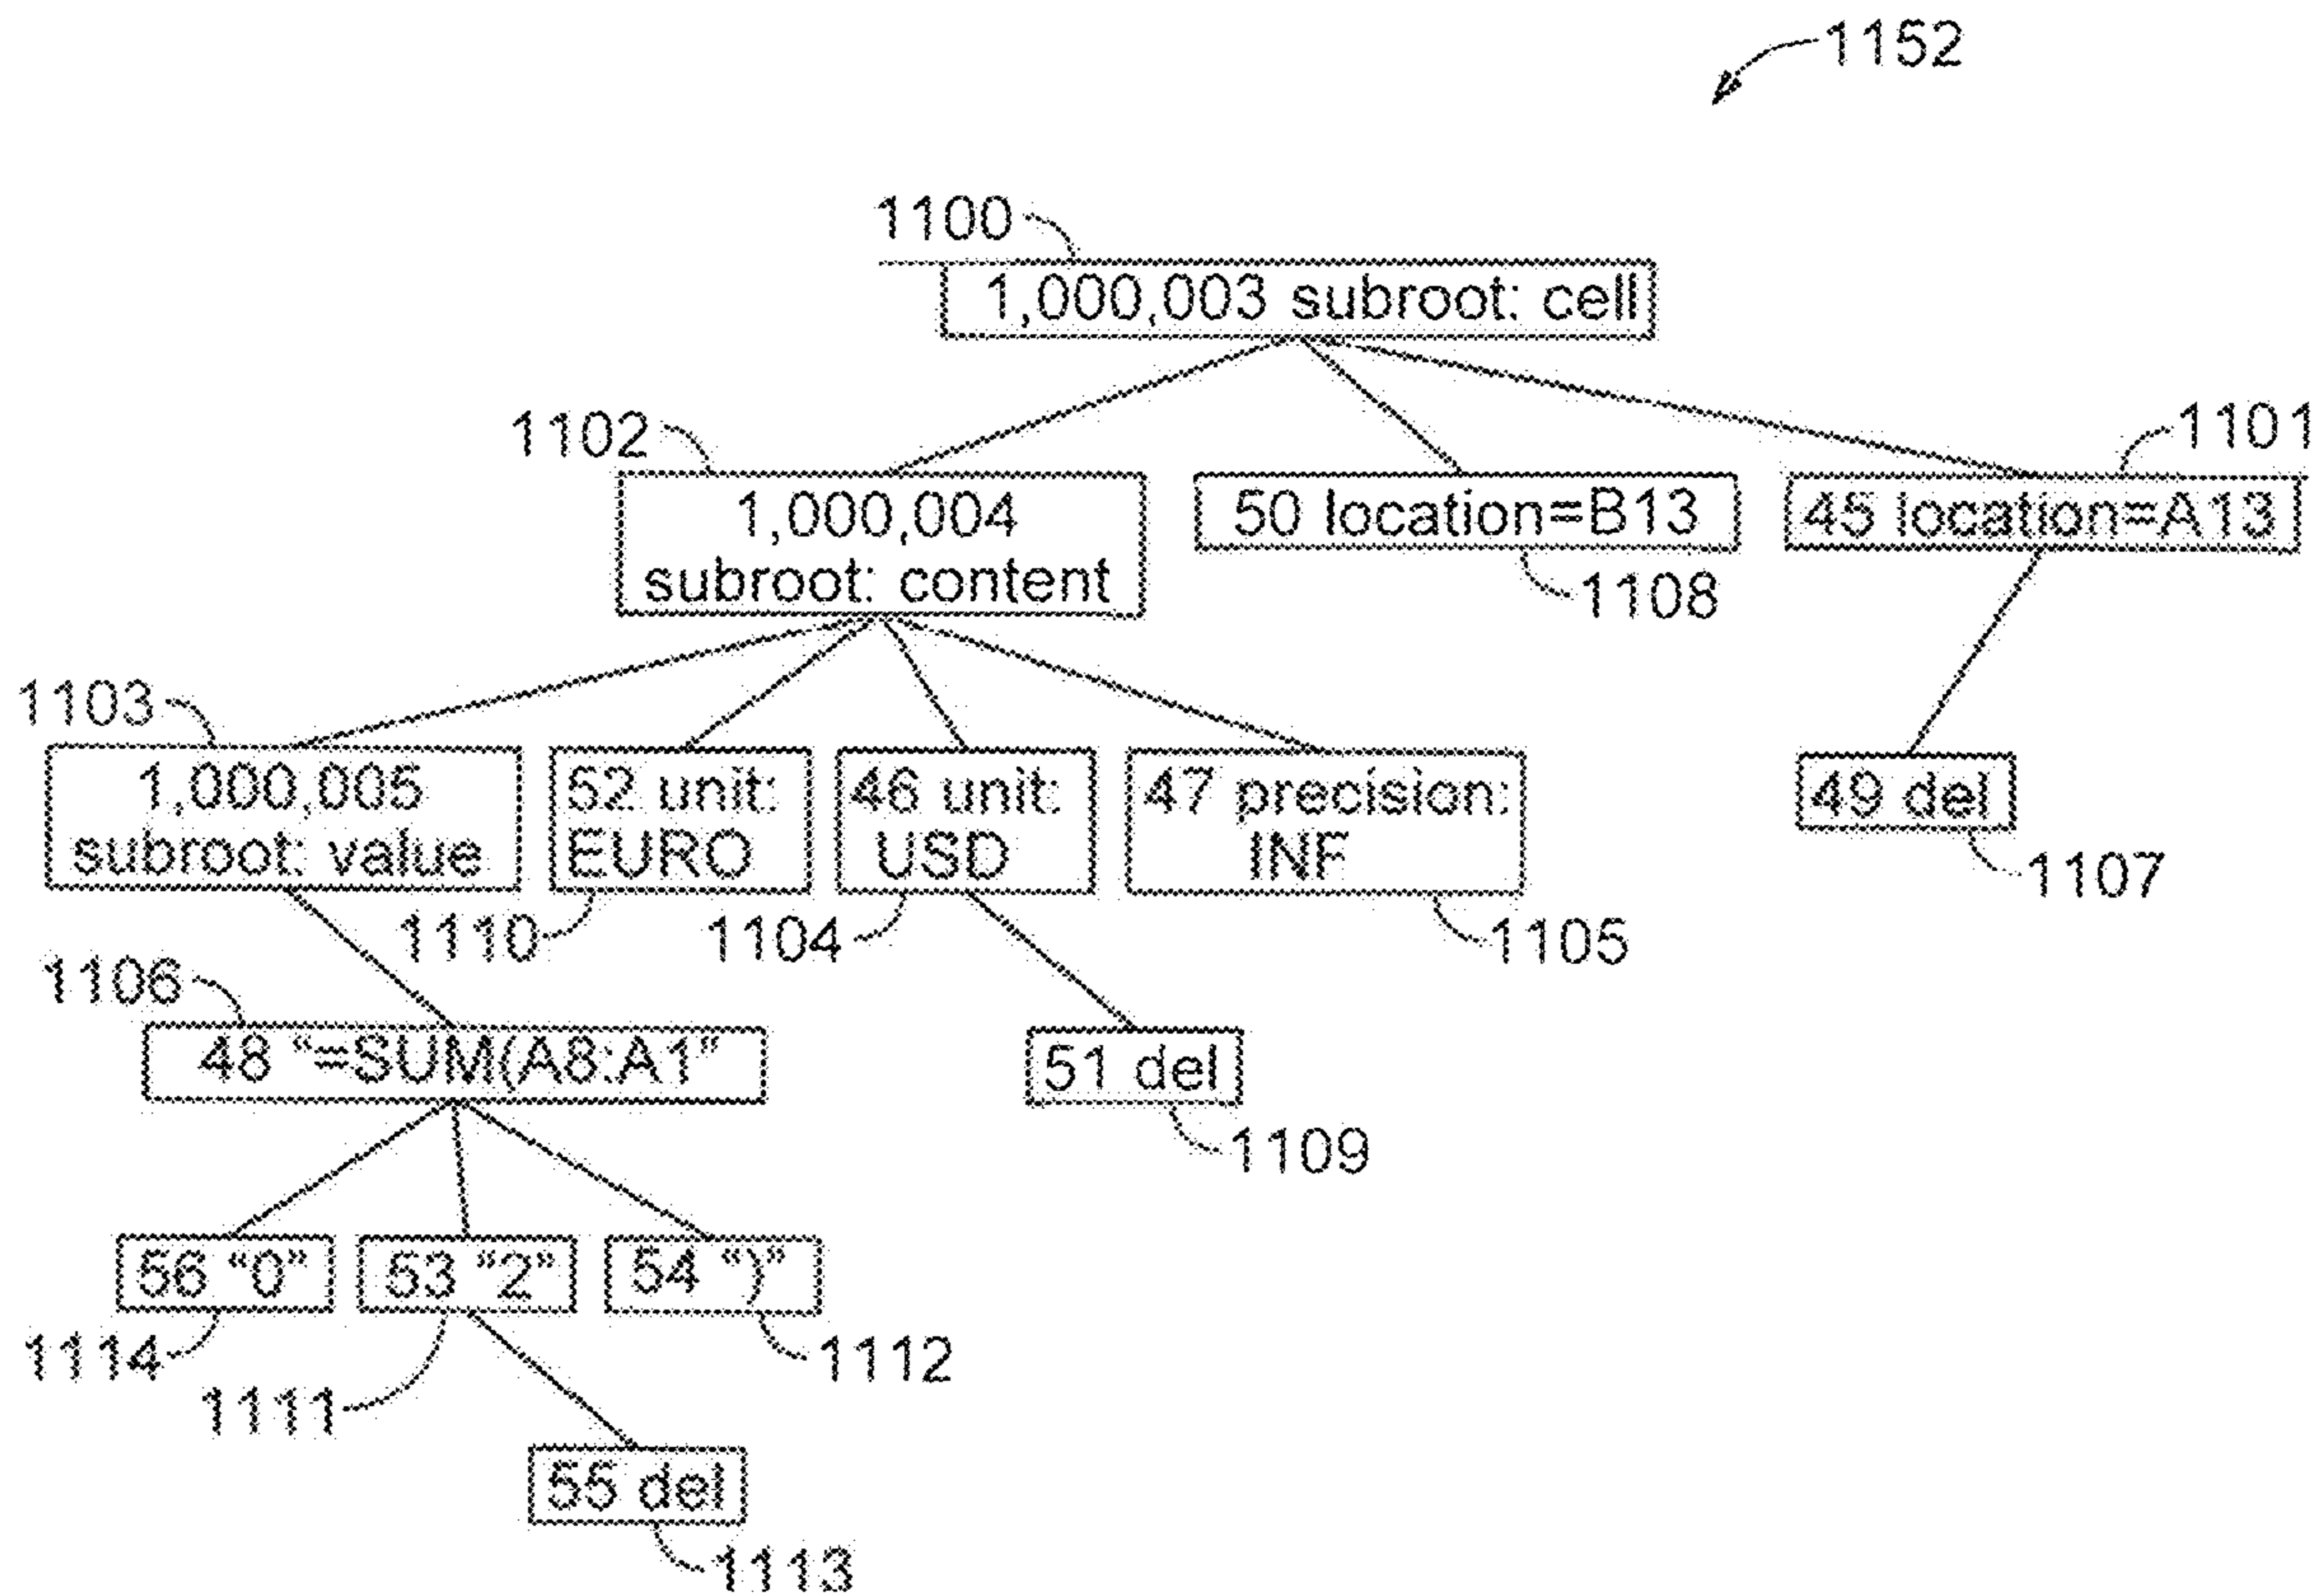 1152
1100
1,000,003 subroot: cell
1102
1101
1,000,004
subroot: content
50 location=B13
45 location=A13
1108
1103
1,000,005
subroot: value
52 unit:
EURO
46 unit:
USD
47 precision:
INF
49 del
1107
1110
1104
1105
1106
48 "=SUM(A8:A1"
51 del
1109
56 "0"
53 "2"
54 ")"
1114
1111
1112
55 del
1113